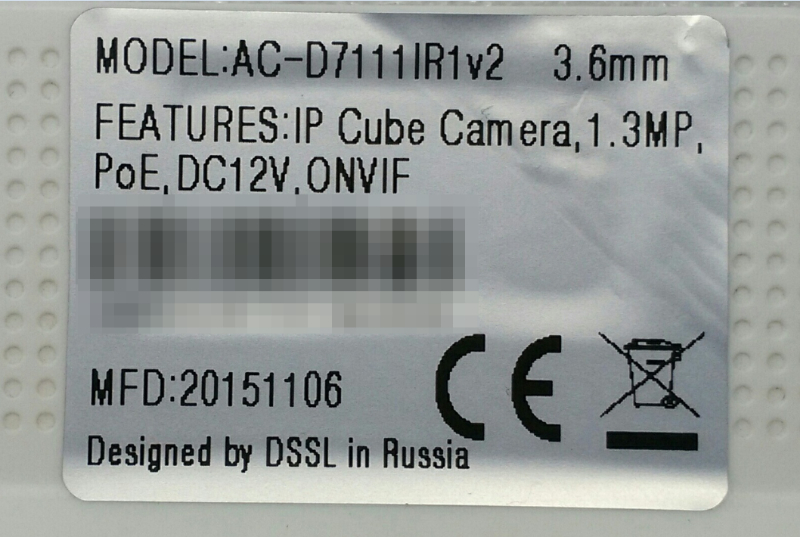 MODEL:AC-D7111IR1v2 3.6mm
FEATURES:IP Cube Camera,1.3MP,
PoE,DC12V,ONVIF
MFD:20151106
CE
Designed by DSSL in Russia